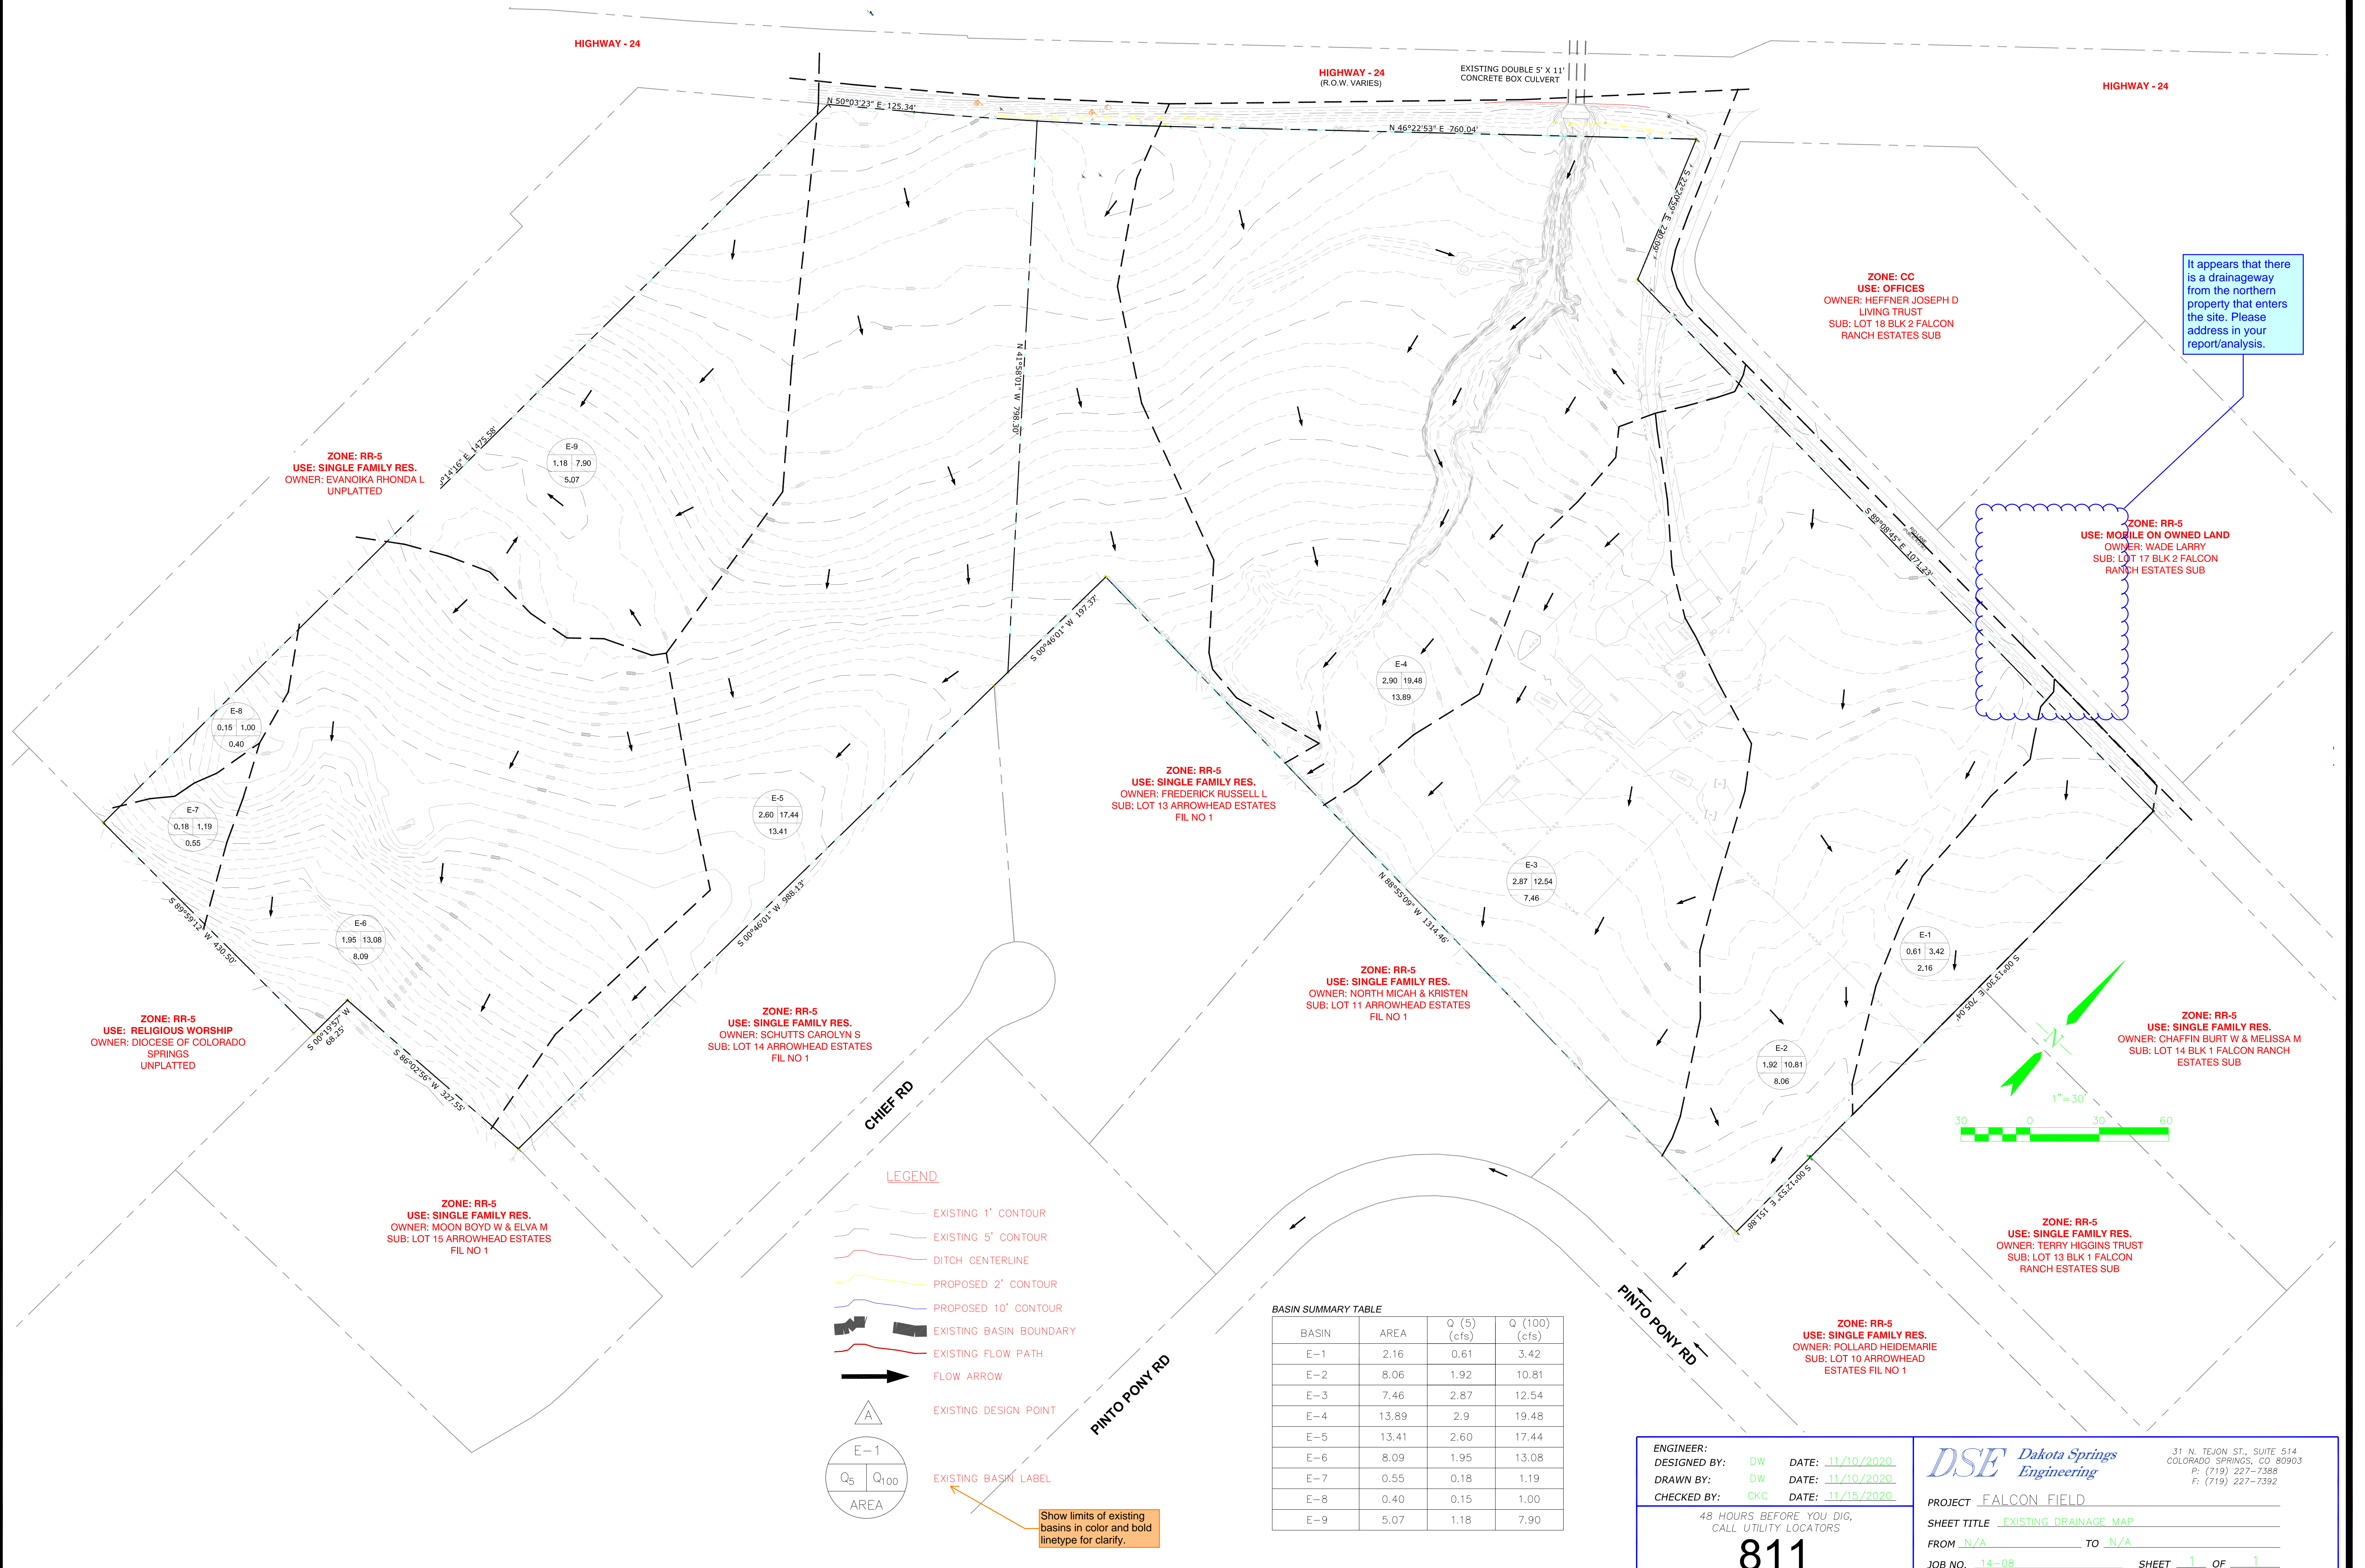 HIGHWAY - 24
HIGHWAY - 24
(R.O.W. VARIES)
EXISTING DOUBLE 5' X 11'
CONCRETE BOX CULVERT
HIGHWAY - 24
N 50°03'23" E 125.34'
N 46°22'53" E 760.04'
S 22°20'59" E 220.09'
ZONE: CC
USE: OFFICES
OWNER: HEFFNER JOSEPH D
LIVING TRUST
SUB: LOT 18 BLK 2 FALCON
RANCH ESTATES SUB
It appears that there
is a drainageway
from the northern
property that enters
the site. Please
address in your
report/analysis.
N 41°58'01" W 798.30'
ZONE: RR-5
USE: SINGLE FAMILY RES.
OWNER: EVANOIKA RHONDA L
UNPLATTED
°14'16" E 1475.58'
E-9
1.18 7.90
5.07
S 89°08'45" E 1071.23'
ZONE: RR-5
USE: MOBILE ON OWNED LAND
OWNER: WADE LARRY
SUB: LOT 17 BLK 2 FALCON
RANCH ESTATES SUB
S 00°46'01" W 197.37'
E-4
2.90 19.48
13.89
E-8
0.15 1.00
0.40
E-7
0.18 1.19
0.55
E-5
2.60 17.44
13.41
ZONE: RR-5
USE: SINGLE FAMILY RES.
OWNER: FREDERICK RUSSELL L
SUB: LOT 13 ARROWHEAD ESTATES
FIL NO 1
E-3
2.87 12.54
7.46
N 88°55'09" W 1314.46'
S 00°46'01" W 988.13'
S 89°59'12" W 430.50'
E-6
1.95 13.08
8.09
E-1
0.61 3.42
2.16
S 00°13'30" E 705.04'
ZONE: RR-5
USE: SINGLE FAMILY RES.
OWNER: NORTH MICAH & KRISTEN
SUB: LOT 11 ARROWHEAD ESTATES
FIL NO 1
ZONE: RR-5
USE: RELIGIOUS WORSHIP
OWNER: DIOCESE OF COLORADO
SPRINGS
UNPLATTED
S 00°19'57" W
68.25'
S 86°02'56" W 327.55'
ZONE: RR-5
USE: SINGLE FAMILY RES.
OWNER: SCHUTTS CAROLYN S
SUB: LOT 14 ARROWHEAD ESTATES
FIL NO 1
E-2
1.92 10.81
8.06
N
1"=30'
30 0 30 60
ZONE: RR-5
USE: SINGLE FAMILY RES.
OWNER: CHAFFIN BURT W & MELISSA M
SUB: LOT 14 BLK 1 FALCON RANCH
ESTATES SUB
CHIEF RD
S 00°12'53" E 151.88'
ZONE: RR-5
USE: SINGLE FAMILY RES.
OWNER: MOON BOYD W & ELVA M
SUB: LOT 15 ARROWHEAD ESTATES
FIL NO 1
ZONE: RR-5
USE: SINGLE FAMILY RES.
OWNER: TERRY HIGGINS TRUST
SUB: LOT 13 BLK 1 FALCON
RANCH ESTATES SUB
PINTO PONY RD
PINTO PONY RD
ZONE: RR-5
USE: SINGLE FAMILY RES.
OWNER: POLLARD HEIDEMARIE
SUB: LOT 10 ARROWHEAD
ESTATES FIL NO 1
LEGEND
EXISTING 1' CONTOUR
EXISTING 5' CONTOUR
DITCH CENTERLINE
PROPOSED 2' CONTOUR
PROPOSED 10' CONTOUR
EXISTING BASIN BOUNDARY
EXISTING FLOW PATH
FLOW ARROW
A EXISTING DESIGN POINT
E-1
Q5 Q100
AREA
EXISTING BASIN LABEL
Show limits of existing
basins in color and bold
linetype for clarify.
BASIN SUMMARY TABLE
BASIN AREA Q (5) (cfs) Q (100) (cfs)
E-1 2.16 0.61 3.42
E-2 8.06 1.92 10.81
E-3 7.46 2.87 12.54
E-4 13.89 2.9 19.48
E-5 13.41 2.60 17.44
E-6 8.09 1.95 13.08
E-7 0.55 0.18 1.19
E-8 0.40 0.15 1.00
E-9 5.07 1.18 7.90
ENGINEER:
DESIGNED BY: DW DATE: 11/10/2020
DRAWN BY: DW DATE: 11/10/2020
CHECKED BY: CKC DATE: 11/15/2020
48 HOURS BEFORE YOU DIG,
CALL UTILITY LOCATORS
811
DSE Dakota Springs
Engineering
31 N. TEJON ST., SUITE 514
COLORADO SPRINGS, CO 80903
P: (719) 227-7388
F: (719) 227-7392
PROJECT FALCON FIELD
SHEET TITLE EXISTING DRAINAGE MAP
FROM N/A TO N/A
JOB NO. 14-08 SHEET 1 OF 1